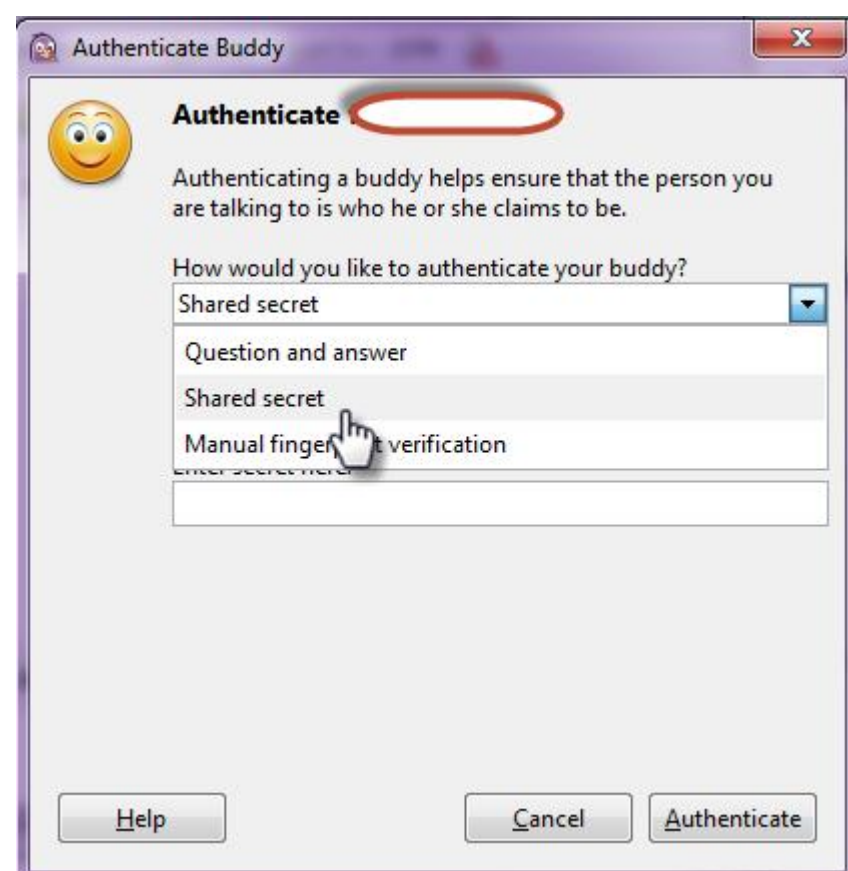 Authenticate Buddy
Authenticate
Authenticating a buddy helps ensure that the person you
are talking to is who he or she claims to be.
How would you like to authenticate your buddy?
Shared secret
Question and answer
Shared secret
Manual verification
Help
Cancel
Authenticate